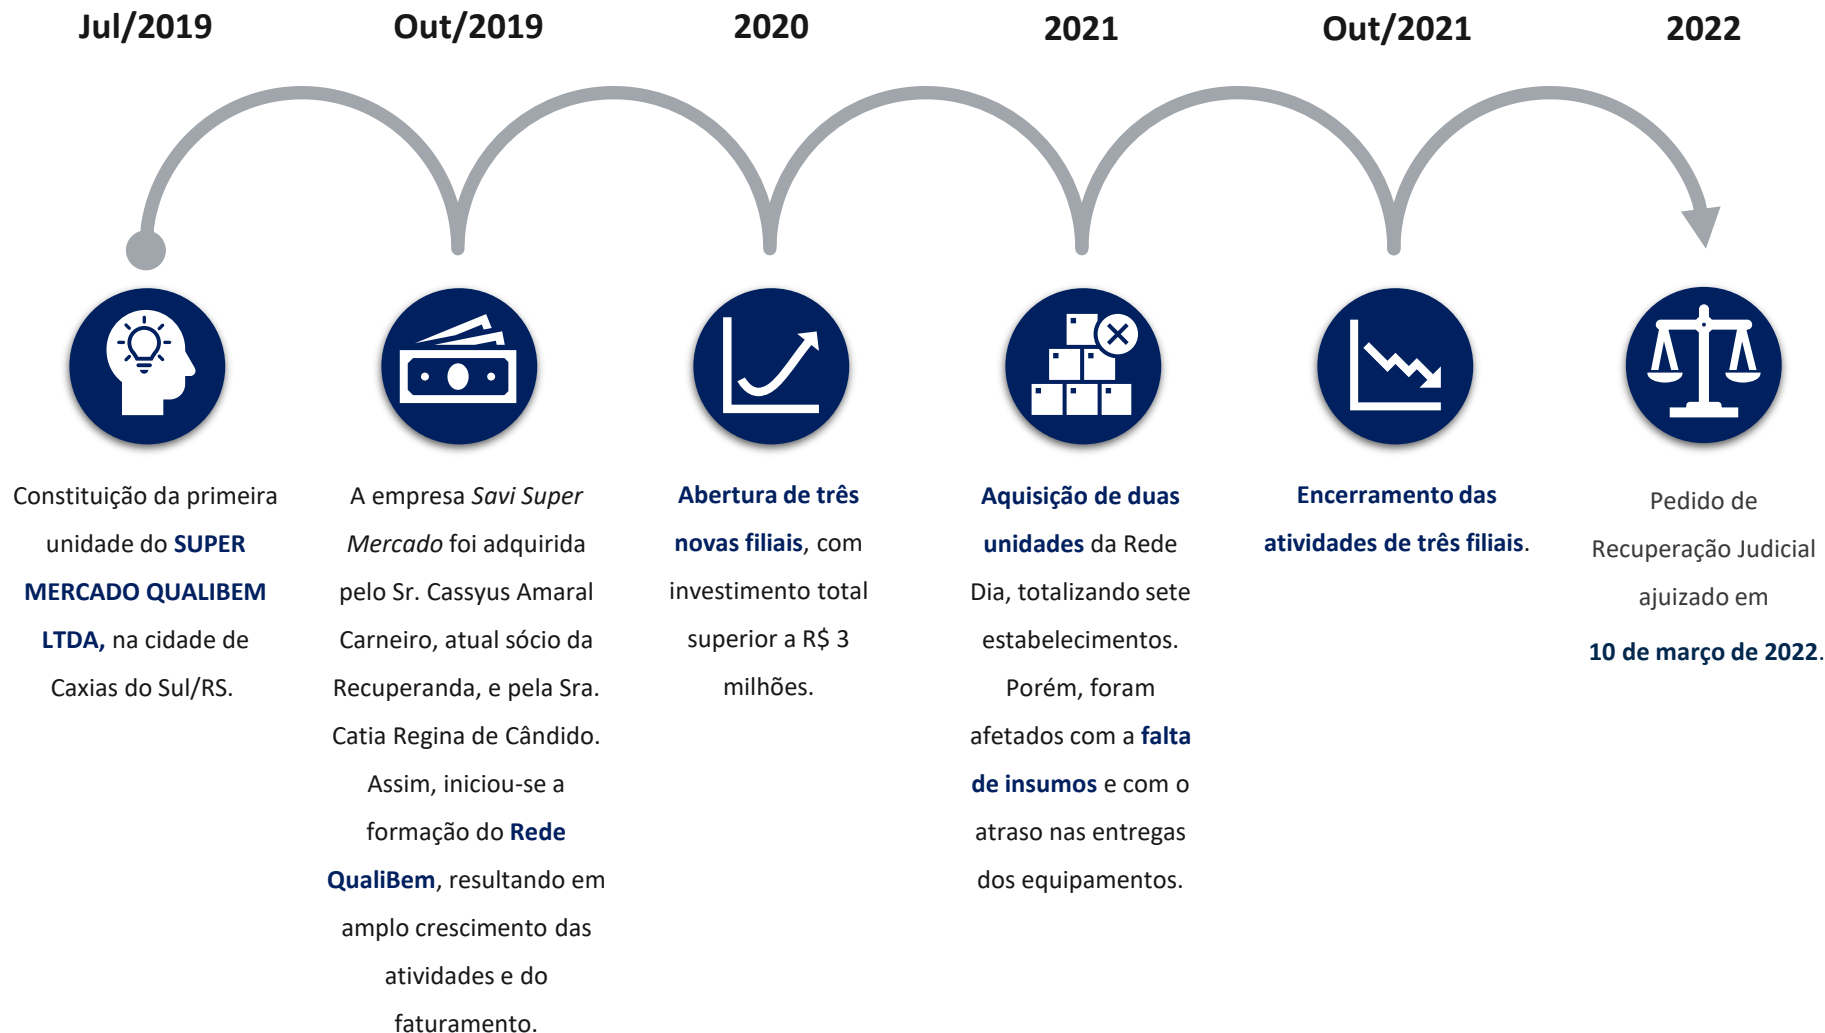 Jul/2019
Out/2019
2020
2021
Out/2021
2022
Constituição da primeira
unidade do SUPER
MERCADO QUALIBEM
LTDA, na cidade de
Caxias do Sul/RS.
A empresa Savi Super
Mercado foi adquirida
pelo Sr. Cassyus Amaral
Carneiro, atual sócio da
Recuperanda, e pela Sra.
Catia Regina de Cândido.
Assim, iniciou-se a
formação do Rede
QualiBem, resultando em
amplo crescimento das
atividades e do
faturamento.
Abertura de três
novas filiais, com
investimento total
superior a R$ 3
milhões.
Aquisição de duas
unidades da Rede
Dia, totalizando sete
estabelecimentos.
Porém, foram
afetados com a falta
de insumos e com o
atraso nas entregas
dos equipamentos.
Encerramento das
atividades de três filiais.
Pedido de
Recuperação Judicial
ajuizado em
10 de março de 2022.